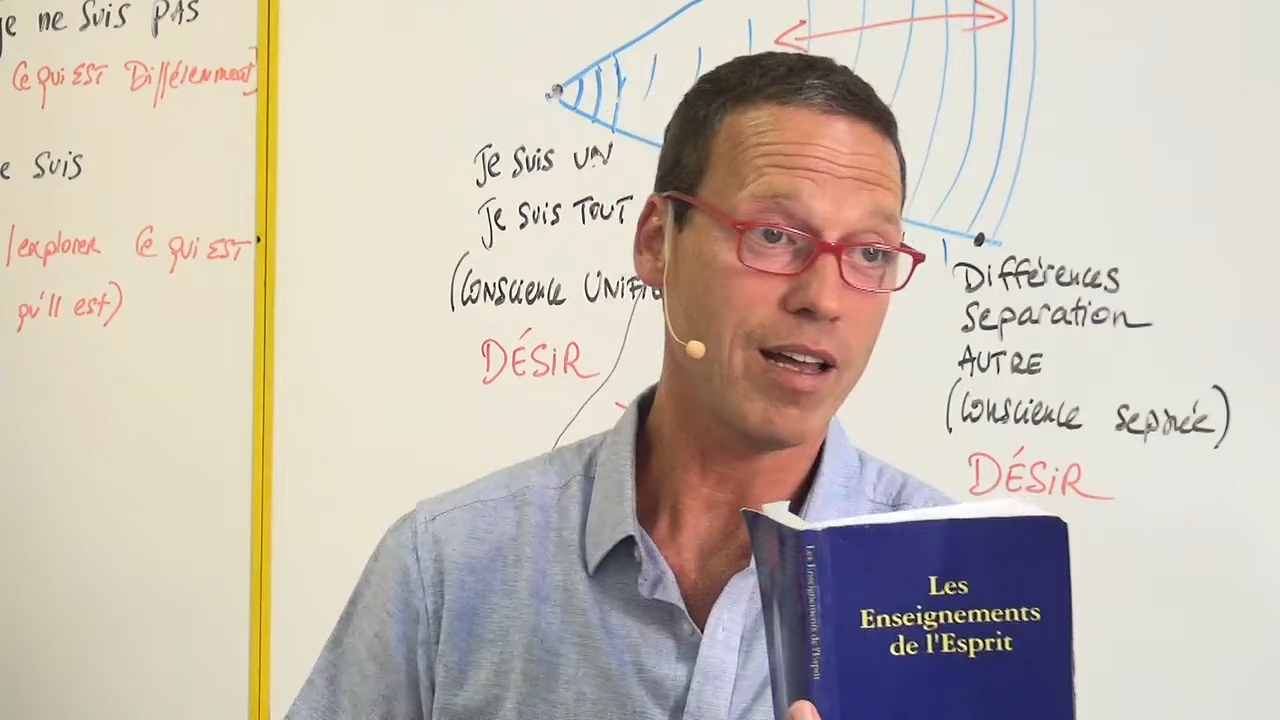 je ne suis PAS
Ce qui EST Différemment]
suis
/explorer Ce qui EST
qu'il est)
Je suis UN
Je suis TOUT
(Conscience UNIFI
DÉSIR
Différences
Separation
AUTRE
(Conscience séparée)
DÉSIR
Les
Enseignements
de l'Esprit
Les Enseignements de l'Esprit